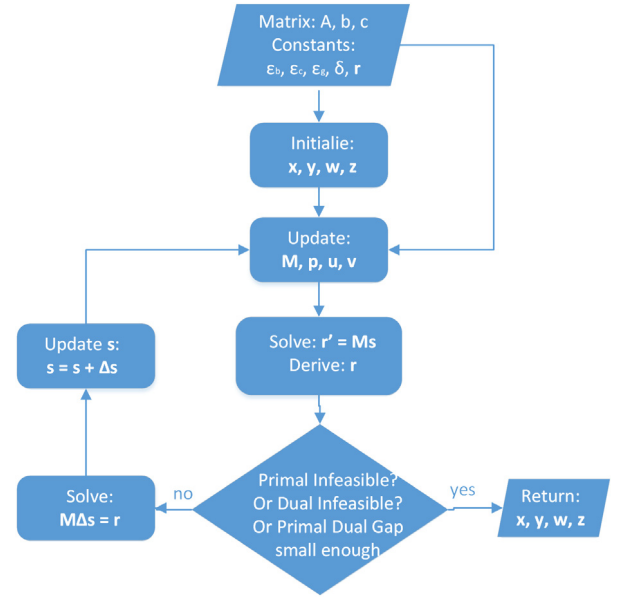 Matrix: A, b, c
Constants:
εb, εc, εg, δ, r
Initialie:
x, y, w, z
Update:
M, p, u, v
Solve: r’ = Ms
Derive: r
Update s:
s = s + Δs
Primal Infeasible?
Or Dual Infeasible?
Or Primal Dual Gap
small enough
no
yes
Solve:
MΔs = r
Return:
x, y, w, z